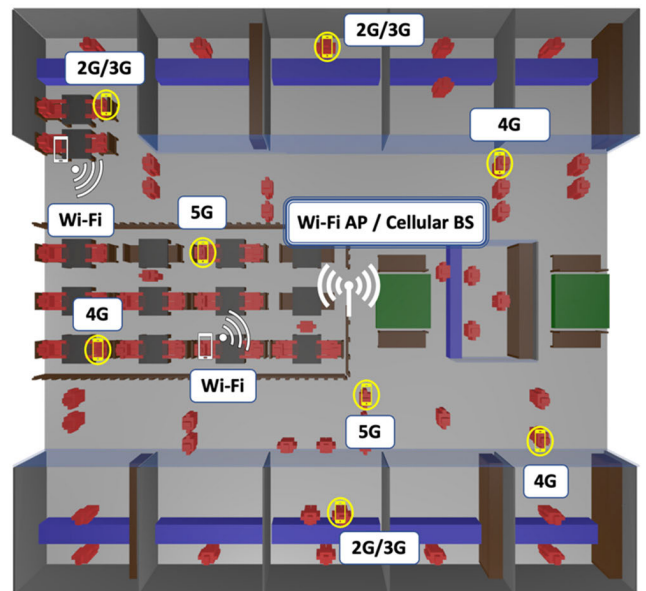 2G/3G
2G/3G
4G
Wi-Fi
5G
Wi-Fi AP / Cellular BS
4G
Wi-Fi
5G
4G
2G/3G